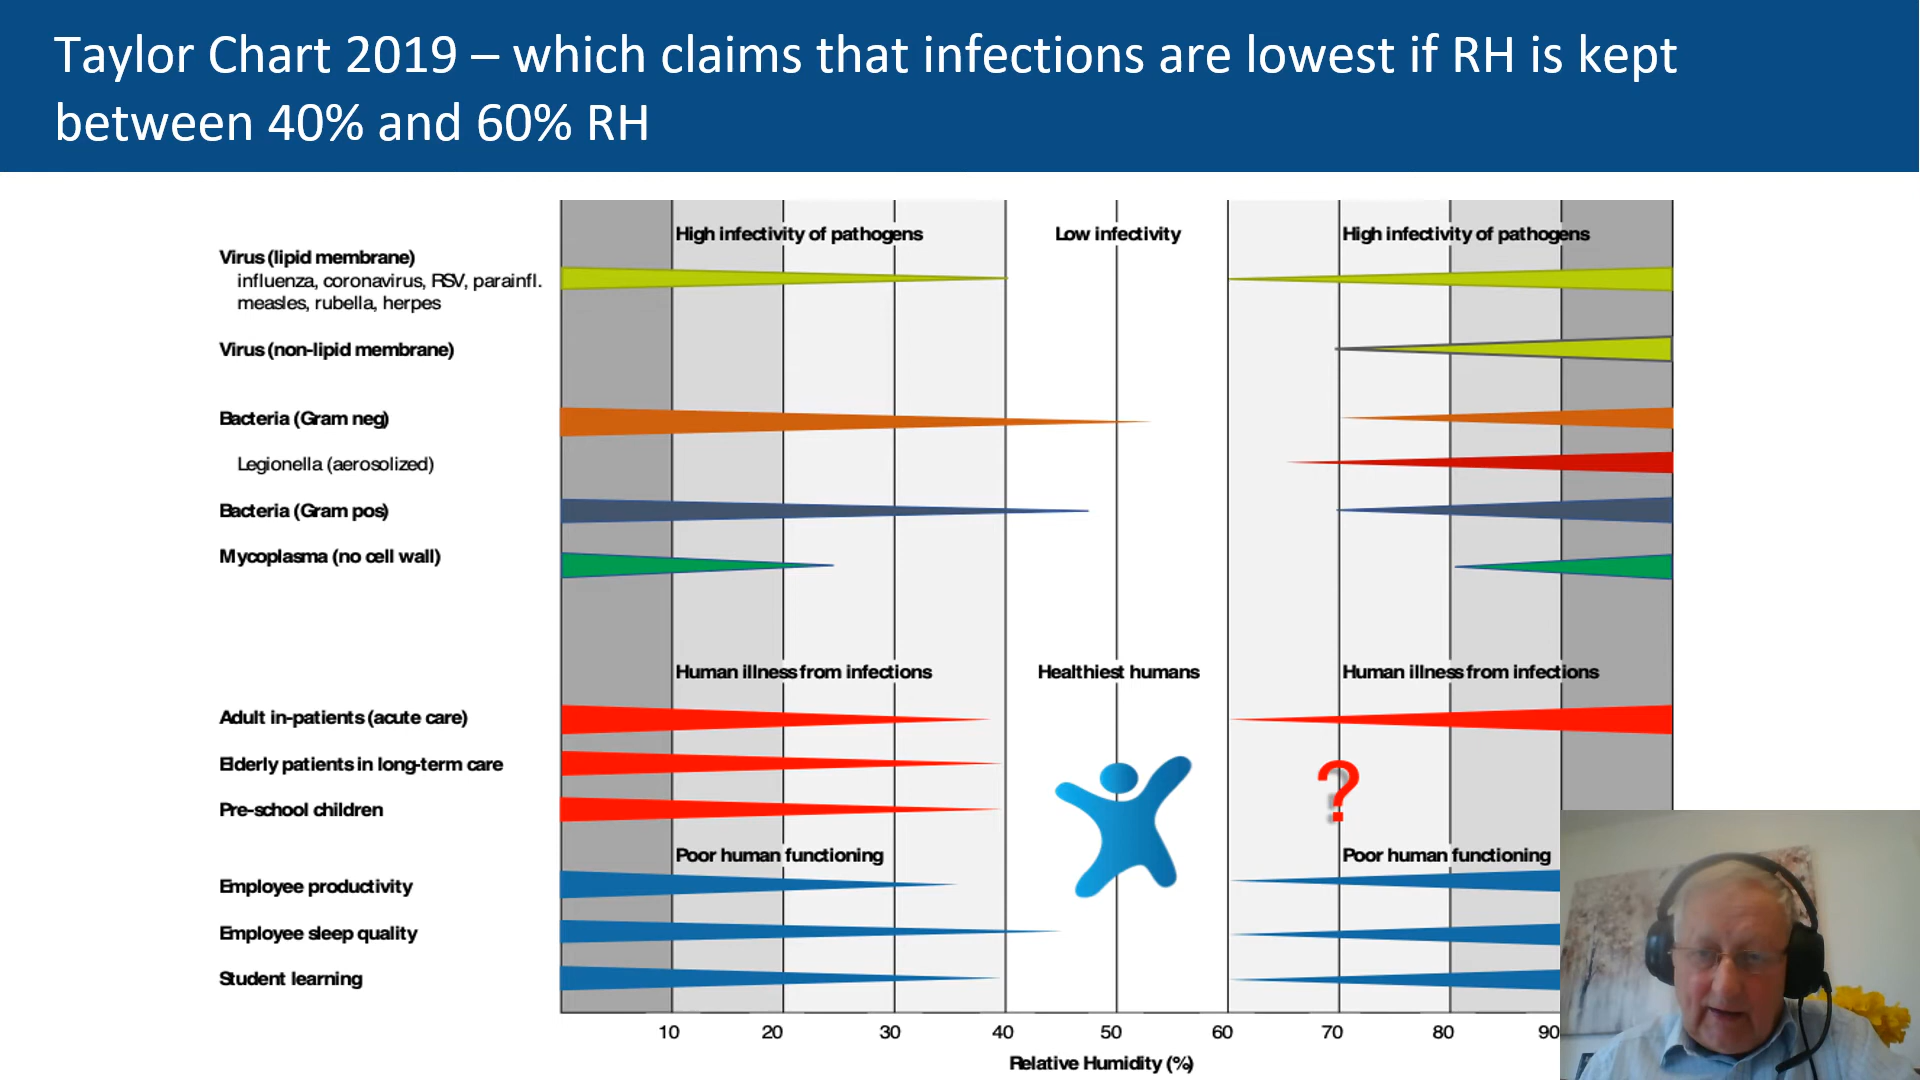 Taylor Chart 2019 – which claims that infections are lowest if RH is kept
between 40% and 60% RH
High infectivity of pathogens
Low infectivity
High infectivity of pathogens
Virus (lipid membrane)
influenza, coronavirus, RSV, parainfl.
measles, rubella, herpes
Virus (non-lipid membrane)
Bacteria (Gram neg)
Legionella (aerosolized)
Bacteria (Gram pos)
Mycoplasma (no cell wall)
Human illness from infections
Healthiest humans
Human illness from infections
Adult in-patients (acute care)
Elderly patients in long-term care
?
Pre-school children
Poor human functioning
Poor human functioning
Employee productivity
Employee sleep quality
Student learning
10 20 30 40 50 60 70 80 90
Relative Humidity (%)